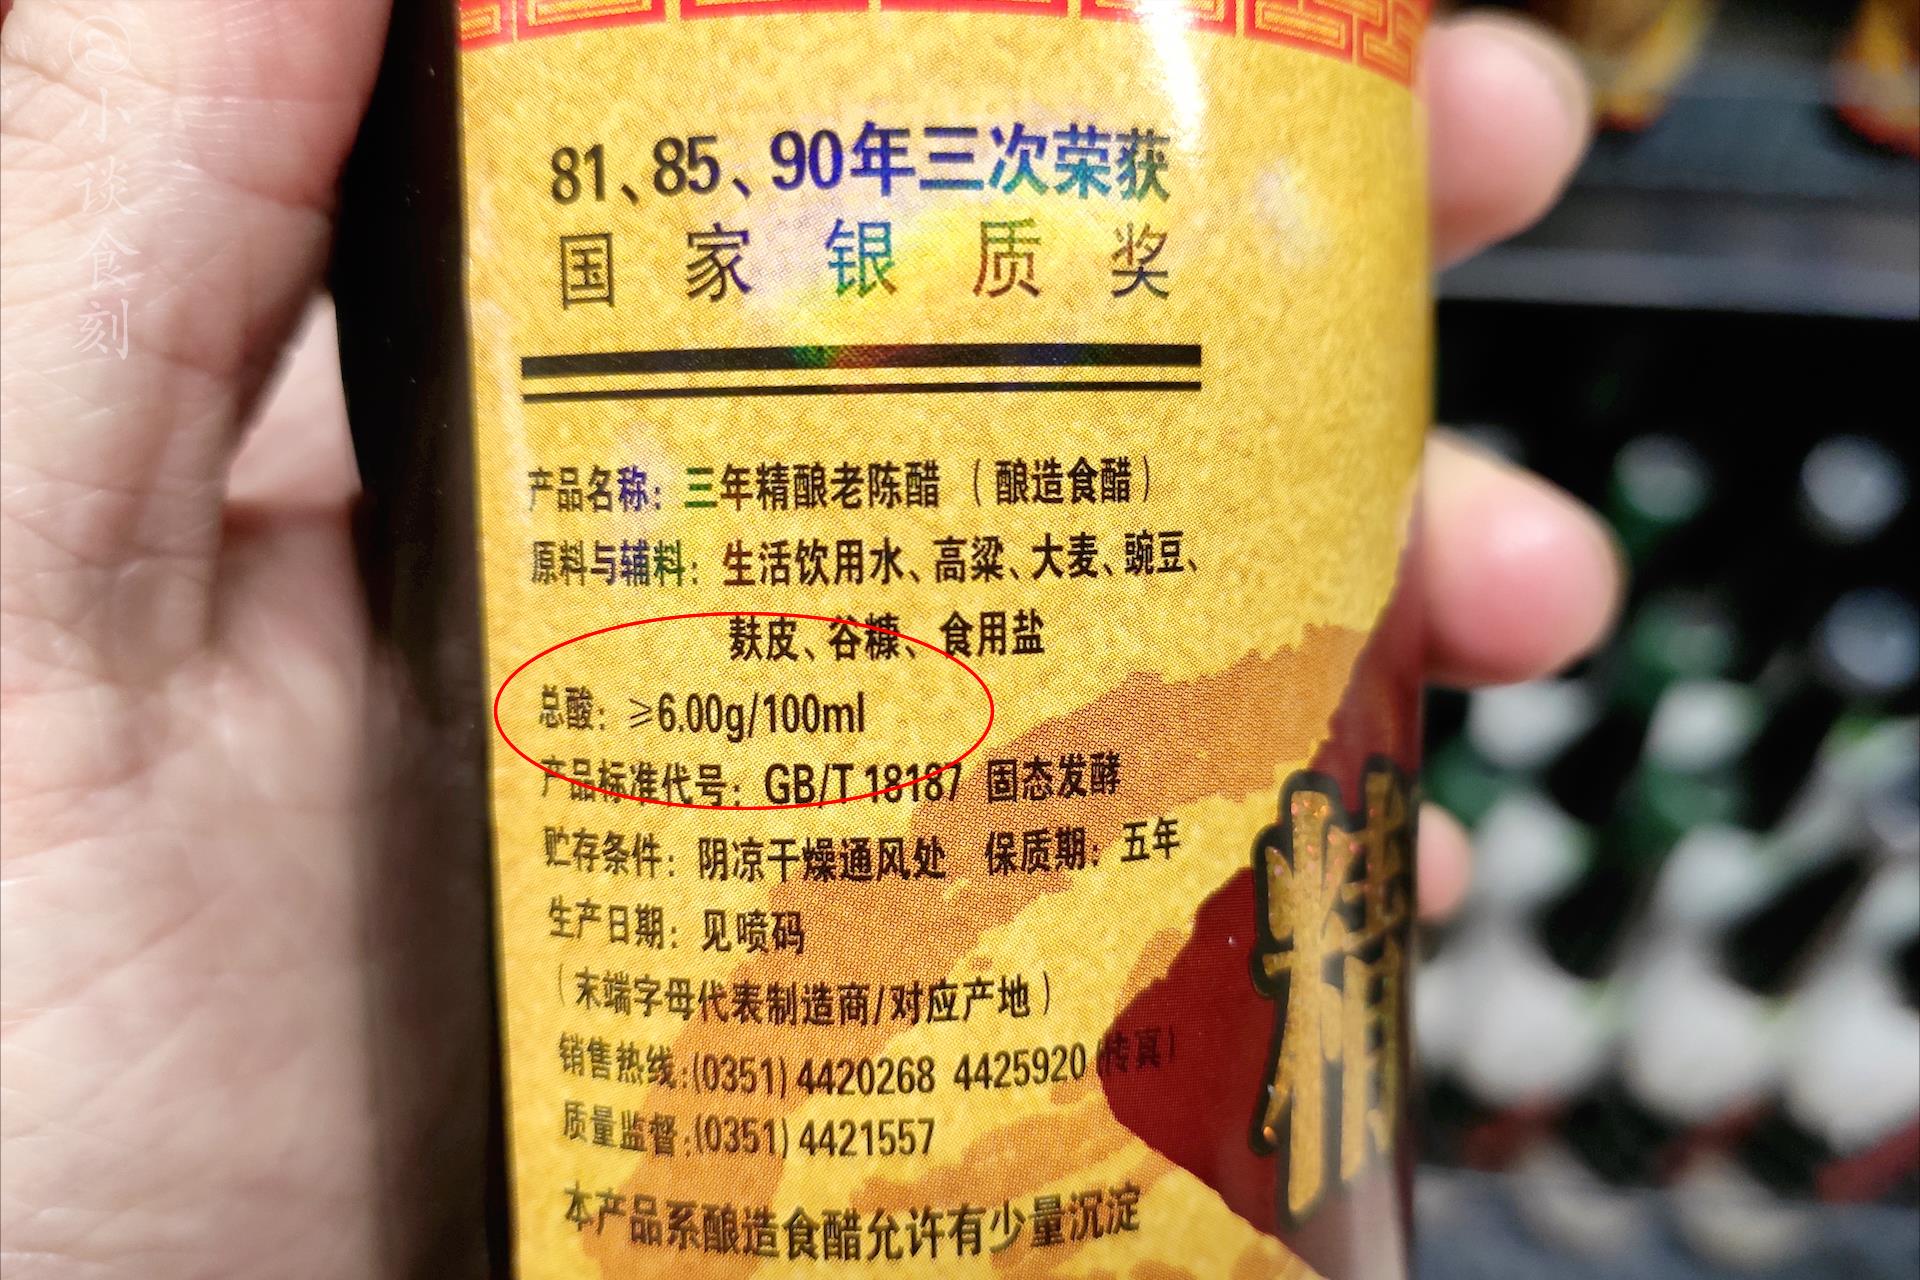 小谈食刻
81、85、90年三次荣获
国家银质奖
产品名称：三年精酿老陈醋（酿造食醋）
原料与辅料：生活饮用水、高粱、大麦、豌豆、
麸皮、谷糠、食用盐
总酸：≥6.00g/100ml
产品标准代号：GB/T 18187 固态发酵
贮存条件：阴凉干燥通风处 保质期：五年
生产日期：见喷码
（末端字母代表制造商/对应产地）
销售热线:(0351) 4420268 4425920 (传真)
质量监督:(0351) 4421557
本产品系酿造食醋允许有少量沉淀
精